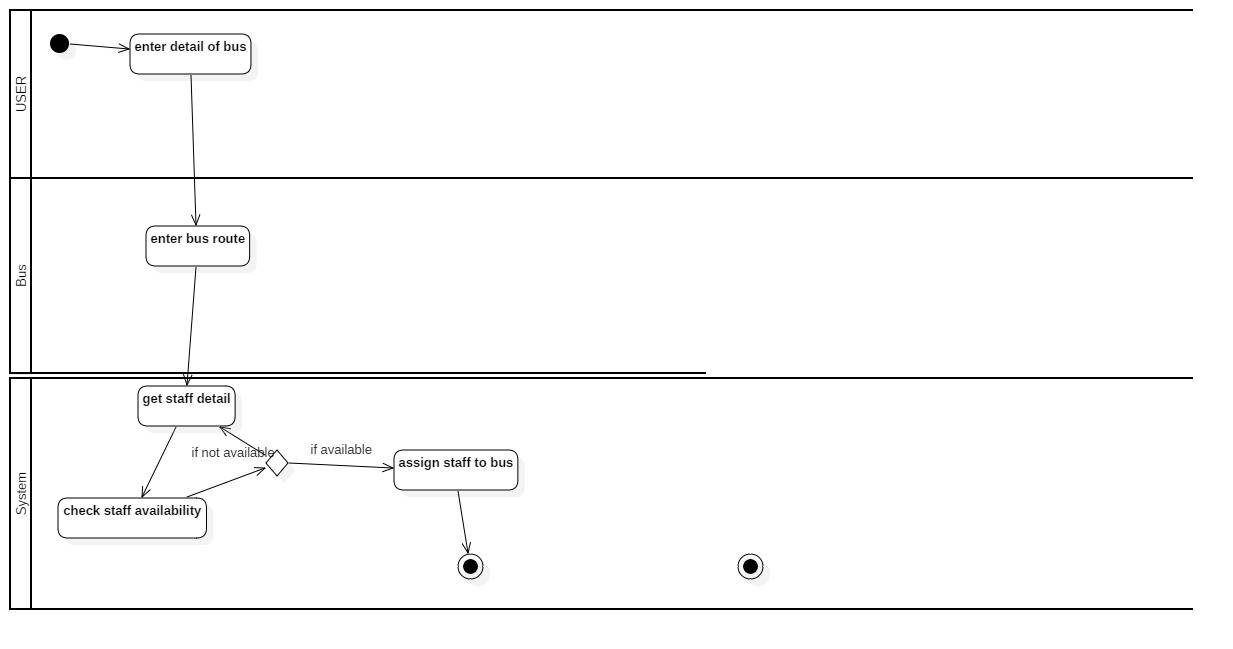 USER
enter detail of bus
Bus
enter bus route
System
get staff detail
if not available
if available
assign staff to bus
check staff availability